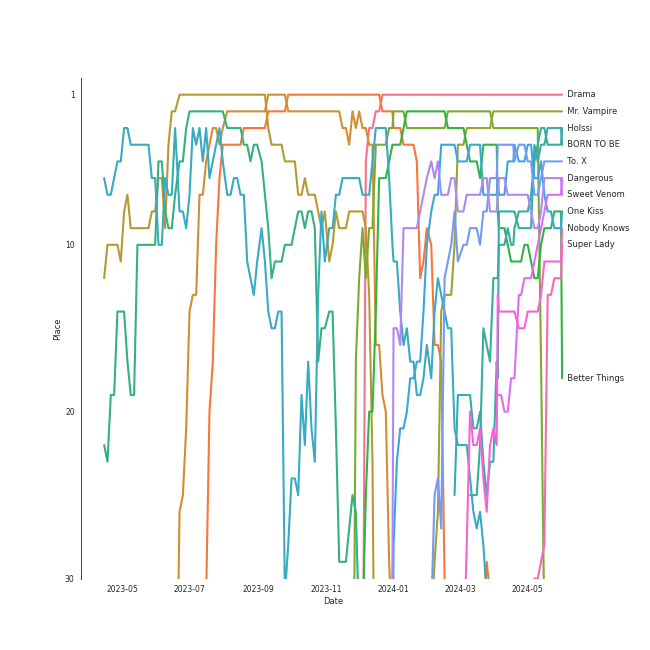 1
10
20
30
Place
2023-05
2023-07
2023-09
2023-11
2024-01
2024-03
2024-05
Date
Drama
Mr. Vampire
Holssi
BORN TO BE
To. X
Dangerous
Sweet Venom
One Kiss
Nobody Knows
Super Lady
Better Things